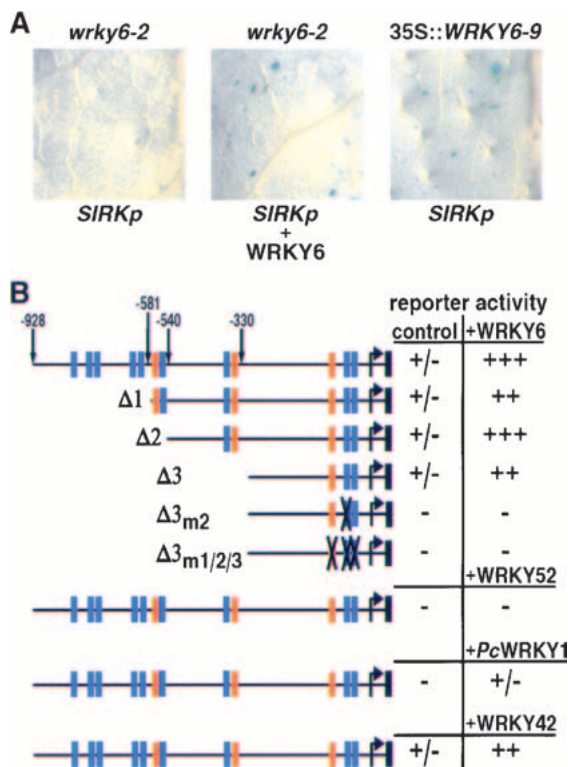 A
wrky6-2 wrky6-2 35S::WRKY6-9
SIRKp SIRKp SIRKp
+
WRKY6
B
-928 -581 -540 -330
reporter activity
control +WRKY6
+/- +++
Δ1 +/- ++
Δ2 +/- +++
Δ3 +/- ++
Δ3m2 - -
Δ3m1/2/3 - -
+WRKY52
- -
+PcWRKY1
- +/-
+WRKY42
+/- ++